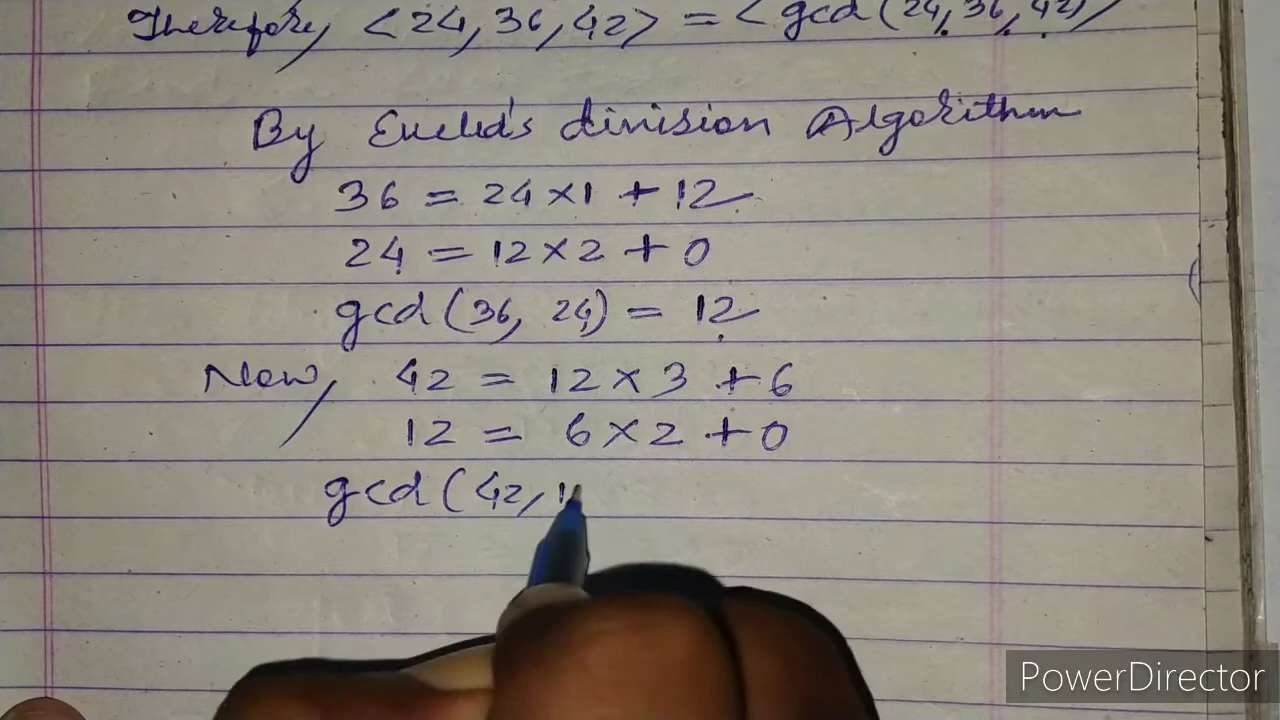 Therefore, <24, 36, 42> = <gcd(24, 36, 42)>
By Euclid's division Algorithm
36 = 24 × 1 + 12
24 = 12 × 2 + 0
gcd (36, 24) = 12
Now, 42 = 12 × 3 + 6
12 = 6 × 2 + 0
gcd (42, 1
PowerDirector